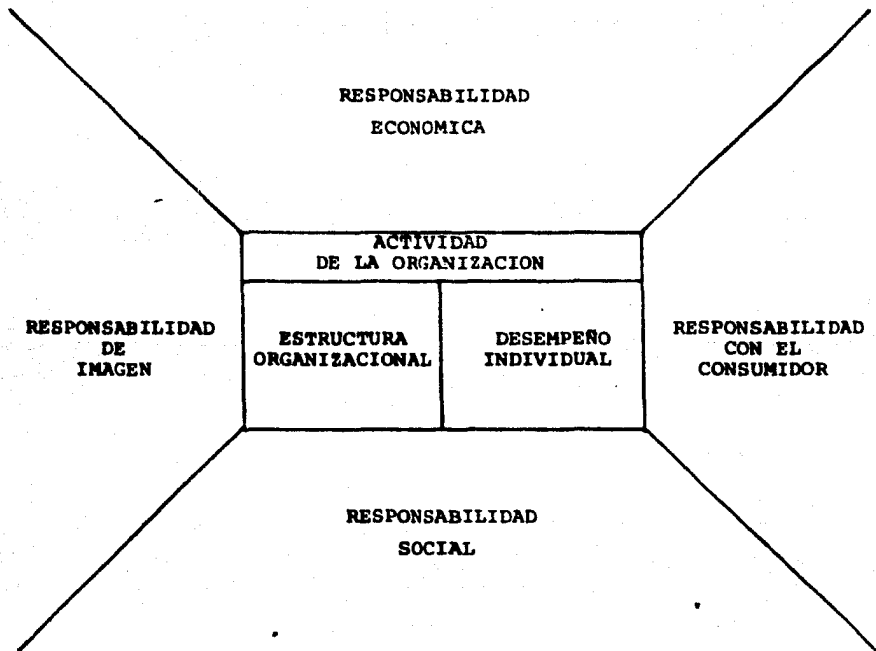 RESPONSABILIDAD
ECONOMICA
ACTIVIDAD
DE LA ORGANIZACION
RESPONSABILIDAD
DE
IMAGEN
ESTRUCTURA
ORGANIZACIONAL
DESEMPEÑO
INDIVIDUAL
RESPONSABILIDAD
CON EL
CONSUMIDOR
RESPONSABILIDAD
SOCIAL